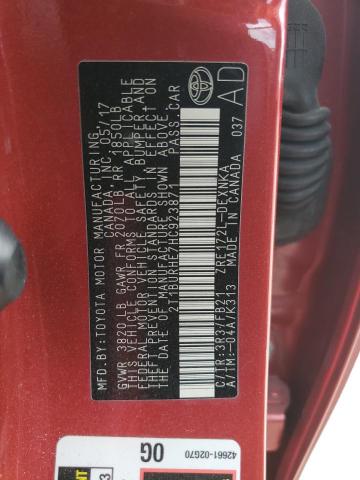 MFD.BY: TOYOTA MOTOR MANUFACTURING
CANADA, INC. 05/17
GVWR 3820LB GAWR FR 2070LB RR 1850LB
THIS VEHICLE CONFORMS TO ALL APPLICABLE
FEDERAL MOTOR VEHICLE SAFETY, BUMPER AND
THEFT PREVENTION STANDARDS IN EFFECT ON
THE DATE OF MANUFACTURE SHOWN ABOVE.
2T1BURHE7HC923871 PASS.CAR
C/TR: 3R3/FB21 ZRE172L-DEXNKA
A/TM: -04A/K313 MADE IN CANADA
037
AD
42661-02G70
0G